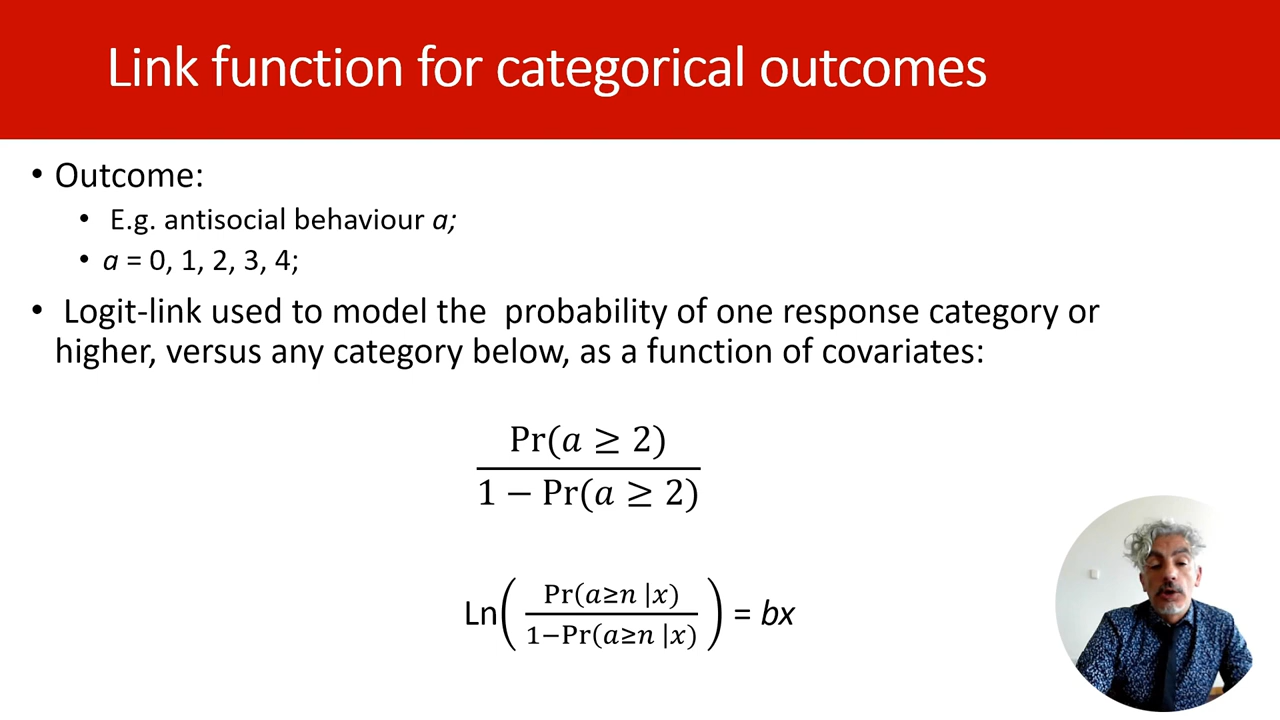 Link function for categorical outcomes
• Outcome:
• E.g. antisocial behaviour a;
• a = 0, 1, 2, 3, 4;
• Logit-link used to model the probability of one response category or
higher, versus any category below, as a function of covariates:
Pr(a ≥ 2)
1 − Pr(a ≥ 2)
Ln( Pr(a≥n |x) / 1−Pr(a≥n |x) ) = bx